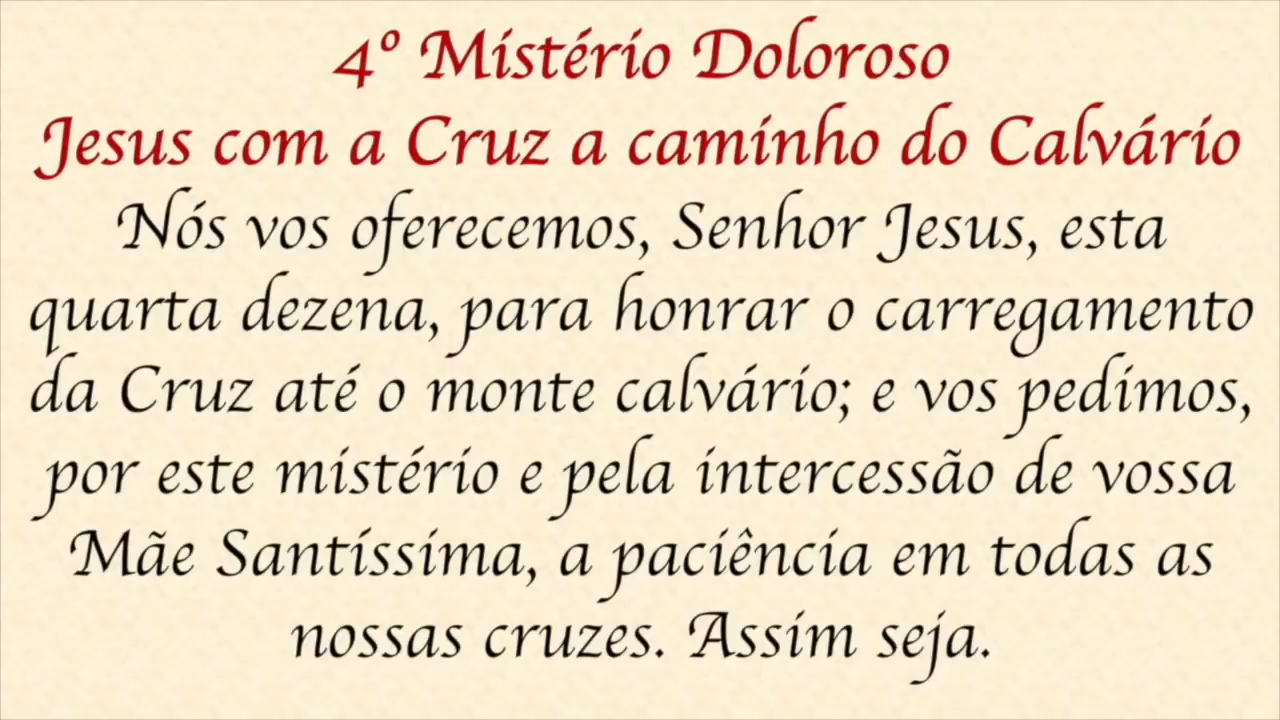 4º Mistério Doloroso
Jesus com a Cruz a caminho do Calvário
Nós vos oferecemos, Senhor Jesus, esta
quarta dezena, para honrar o carregamento
da Cruz até o monte calvário; e vos pedimos,
por este mistério e pela intercessão de vossa
Mãe Santíssima, a paciência em todas as
nossas cruzes. Assim seja.